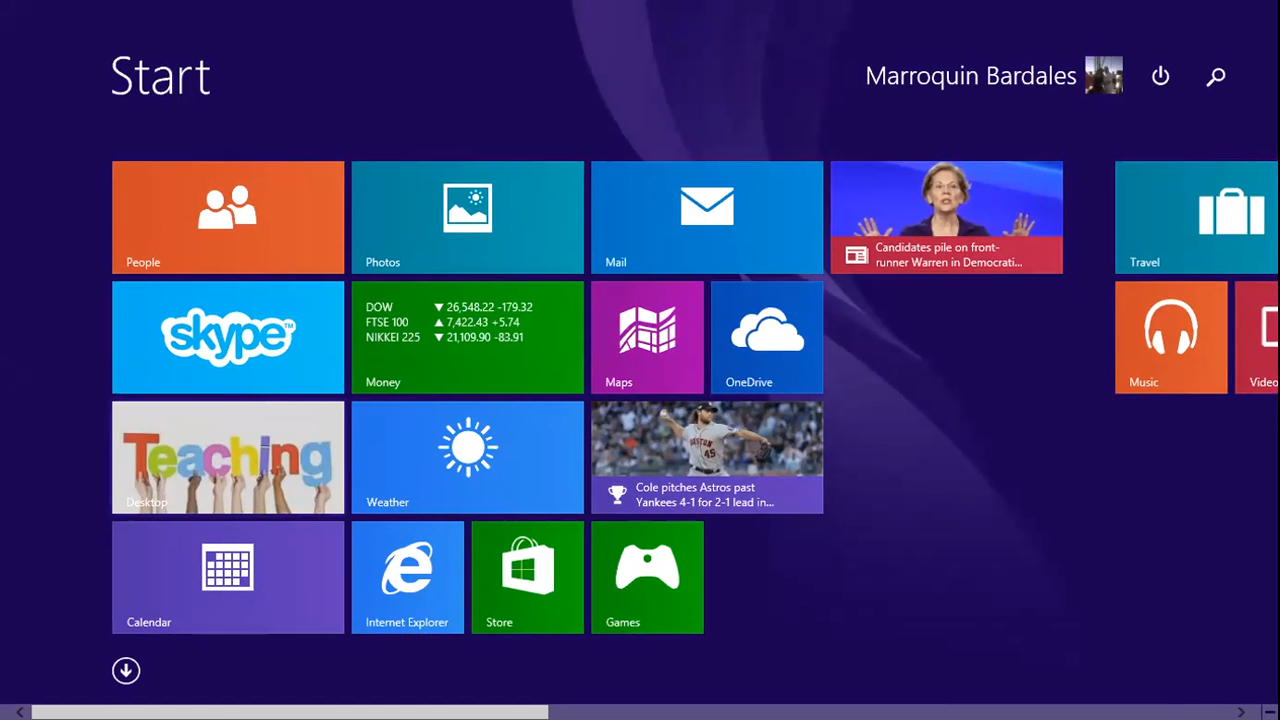 Start
Marroquin Bardales
People
Photos
Mail
Candidates pile on front-
runner Warren in Democrati...
Travel
skype™
DOW ▼ 26,548.22 -179.32
FTSE 100 ▲ 7,422.43 +5.74
NIKKEI 225 ▼ 21,109.90 -83.91
Money
Maps
OneDrive
Music
Video
Teaching
Desktop
Weather
HOUSTON
45
Cole pitches Astros past
Yankees 4-1 for 2-1 lead in...
Calendar
Internet Explorer
Store
Games